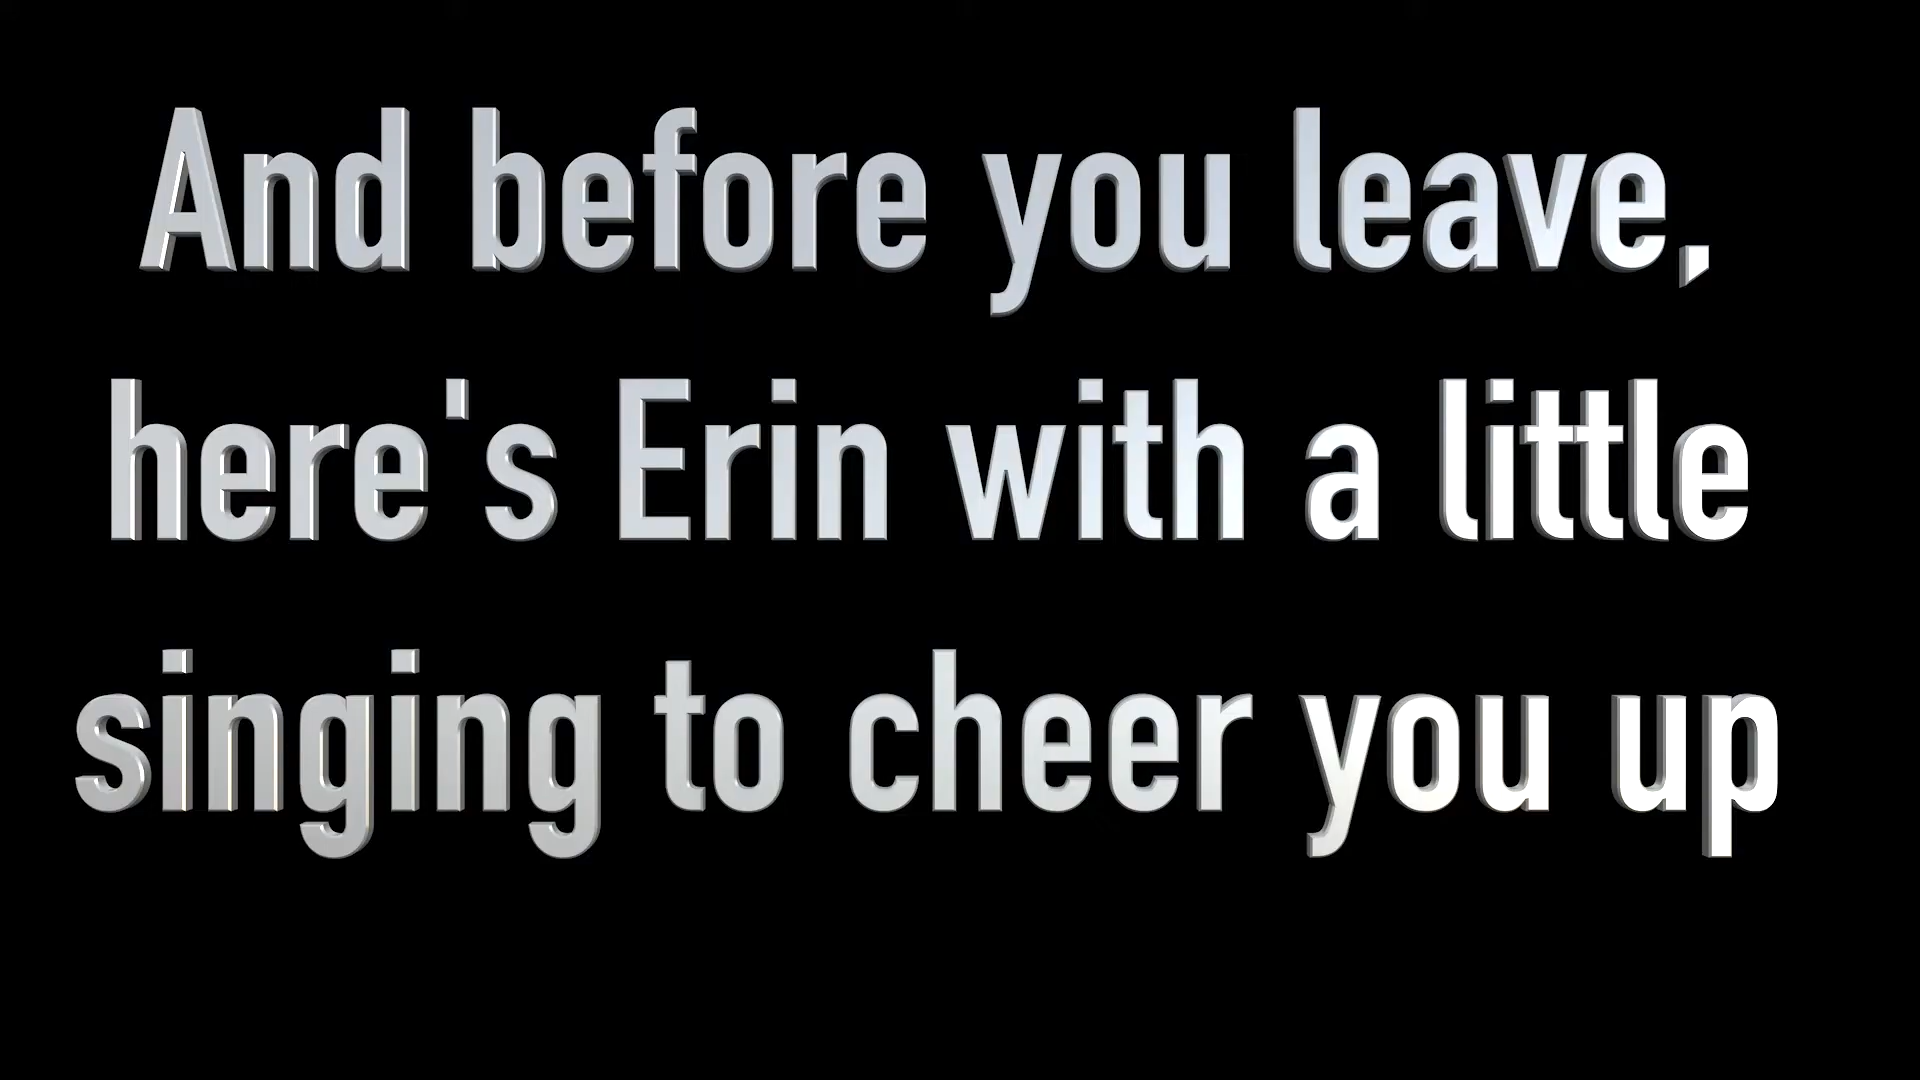 And before you leave,
here's Erin with a little
singing to cheer you up